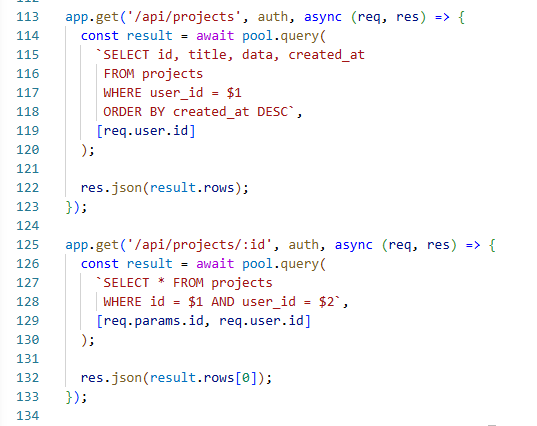 113 app.get('/api/projects', auth, async (req, res) => {
114 const result = await pool.query(
115 `SELECT id, title, data, created_at
116 FROM projects
117 WHERE user_id = $1
118 ORDER BY created_at DESC`,
119 [req.user.id]
120 );
121
122 res.json(result.rows);
123 });
124
125 app.get('/api/projects/:id', auth, async (req, res) => {
126 const result = await pool.query(
127 `SELECT * FROM projects
128 WHERE id = $1 AND user_id = $2`,
129 [req.params.id, req.user.id]
130 );
131
132 res.json(result.rows[0]);
133 });
134